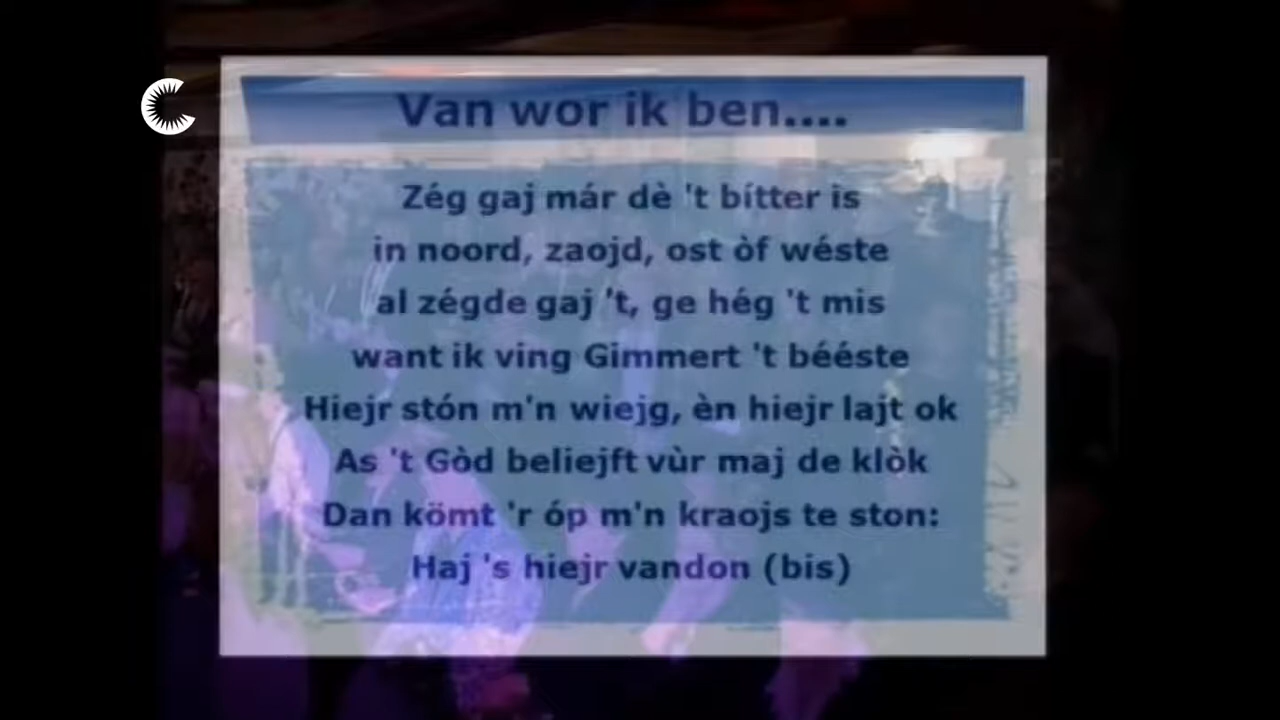 Van wor ik ben....
Zég gaj már dè 't bítter is
in noord, zaojd, ost òf wéste
al zégde gaj 't, ge hég 't mis
want ik ving Gimmert 't bééste
Hiejr stón m'n wiejg, èn hiejr lajt ok
As 't Gòd beliejft vùr maj de klòk
Dan kömt 'r óp m'n kraojs te ston:
Haj 's hiejr vandon (bis)